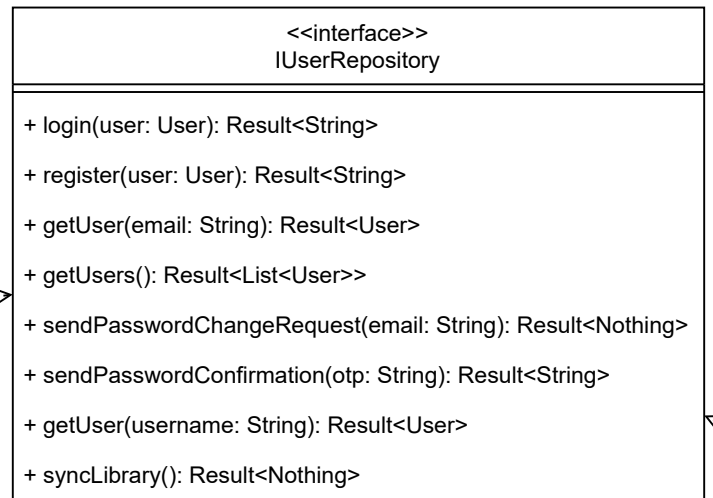 <<interface>>
IUserRepository
+ login(user: User): Result<String>
+ register(user: User): Result<String>
+ getUser(email: String): Result<User>
+ getUsers(): Result<List<User>>
+ sendPasswordChangeRequest(email: String): Result<Nothing>
+ sendPasswordConfirmation(otp: String): Result<String>
+ getUser(username: String): Result<User>
+ syncLibrary(): Result<Nothing>